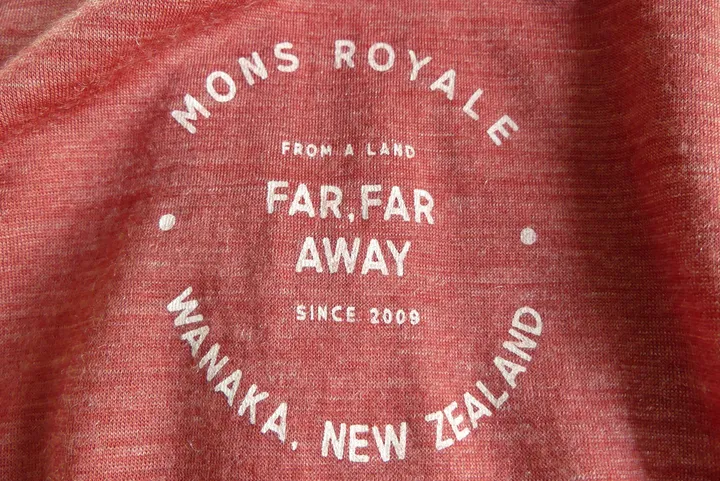 MONS ROYALE
FROM A LAND
FAR, FAR
AWAY
SINCE 2009
WANAKA, NEW ZEALAND